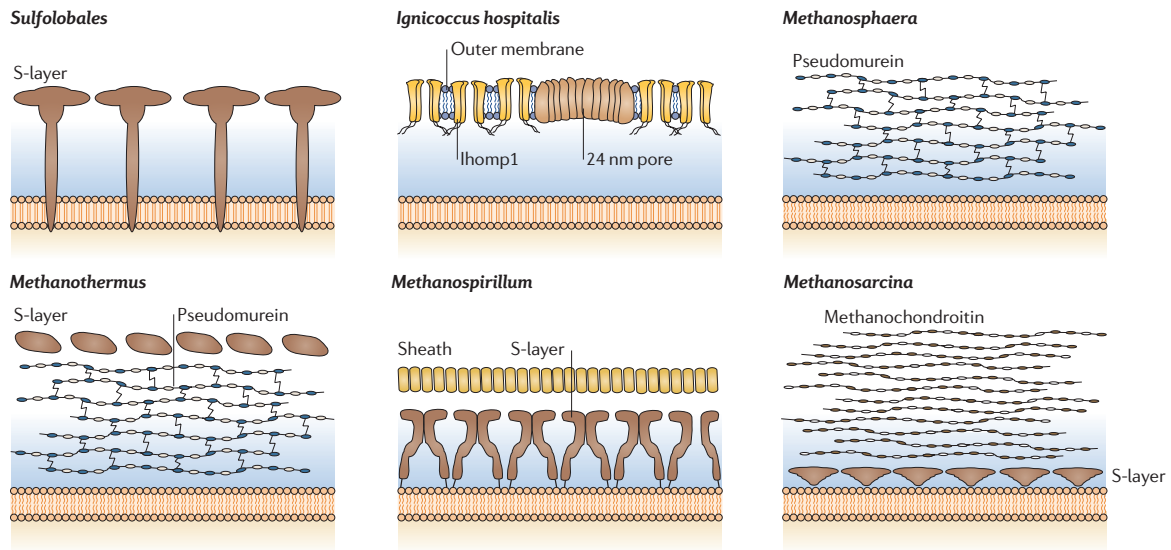 Sulfolobales
Ignicoccus hospitalis
Methanosphaera
S-layer
Outer membrane
Ihomp1
24 nm pore
Pseudomurein
Methanothermus
Methanospirillum
Methanosarcina
S-layer
Pseudomurein
Sheath
S-layer
Methanochondroitin
S-layer